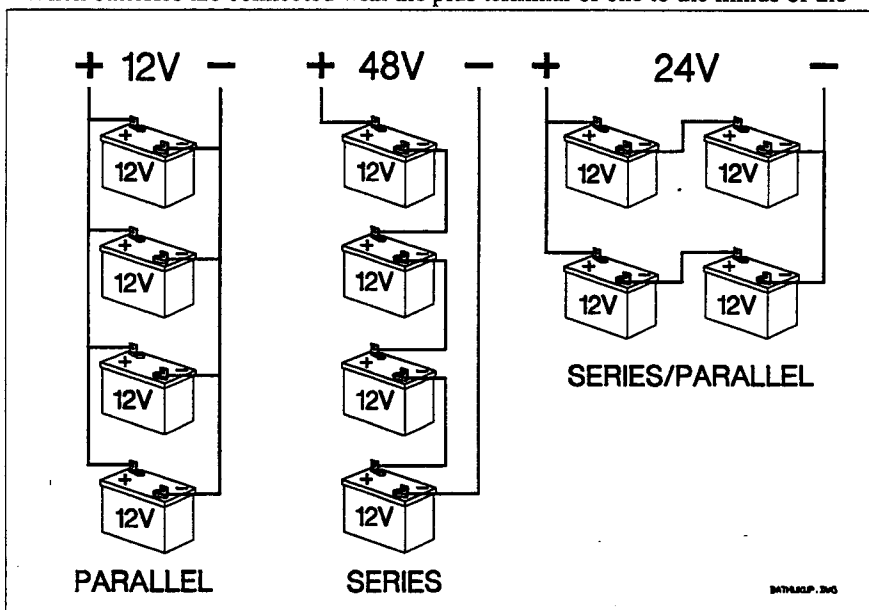 + 12V −
+ 48V −
+ 24V −
+ − 12V
+ − 12V
+ − 12V
+ − 12V
PARALLEL
+ − 12V
+ − 12V
+ − 12V
+ − 12V
SERIES
+ − 12V
+ − 12V
+ − 12V
+ − 12V
SERIES/PARALLEL